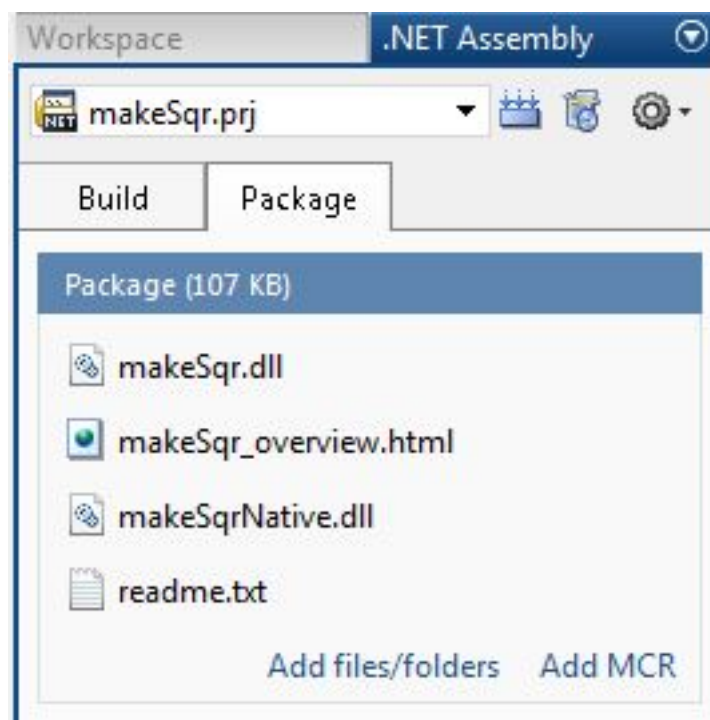 Workspace .NET Assembly
NET makeSqr.prj
Build Package
Package (107 KB)
makeSqr.dll
makeSqr_overview.html
makeSqrNative.dll
readme.txt
Add files/folders Add MCR